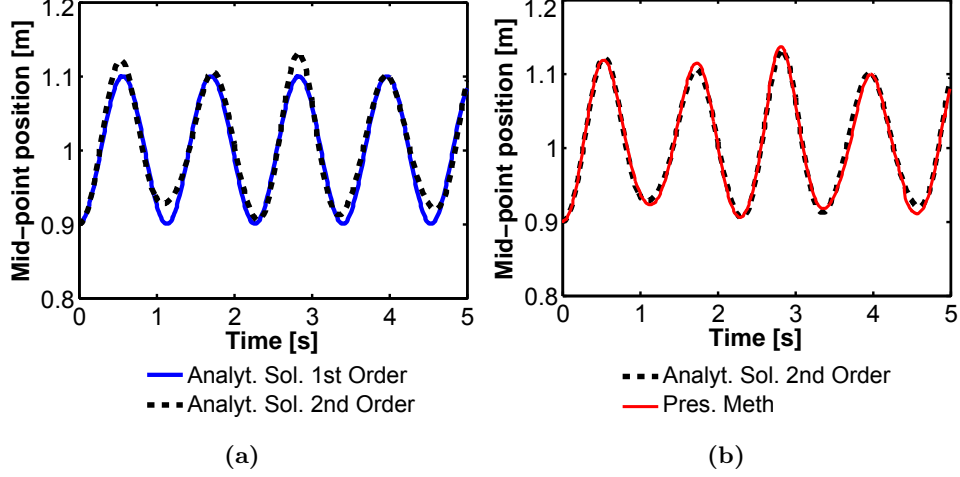 1.2
1.1
1
0.9
0.8
Mid-point position [m]
0 1 2 3 4 5
Time [s]
Analyt. Sol. 1st Order
Analyt. Sol. 2nd Order
(a)
1.2
1.1
1
0.9
0.8
Mid-point position [m]
0 1 2 3 4 5
Time [s]
Analyt. Sol. 2nd Order
Pres. Meth
(b)